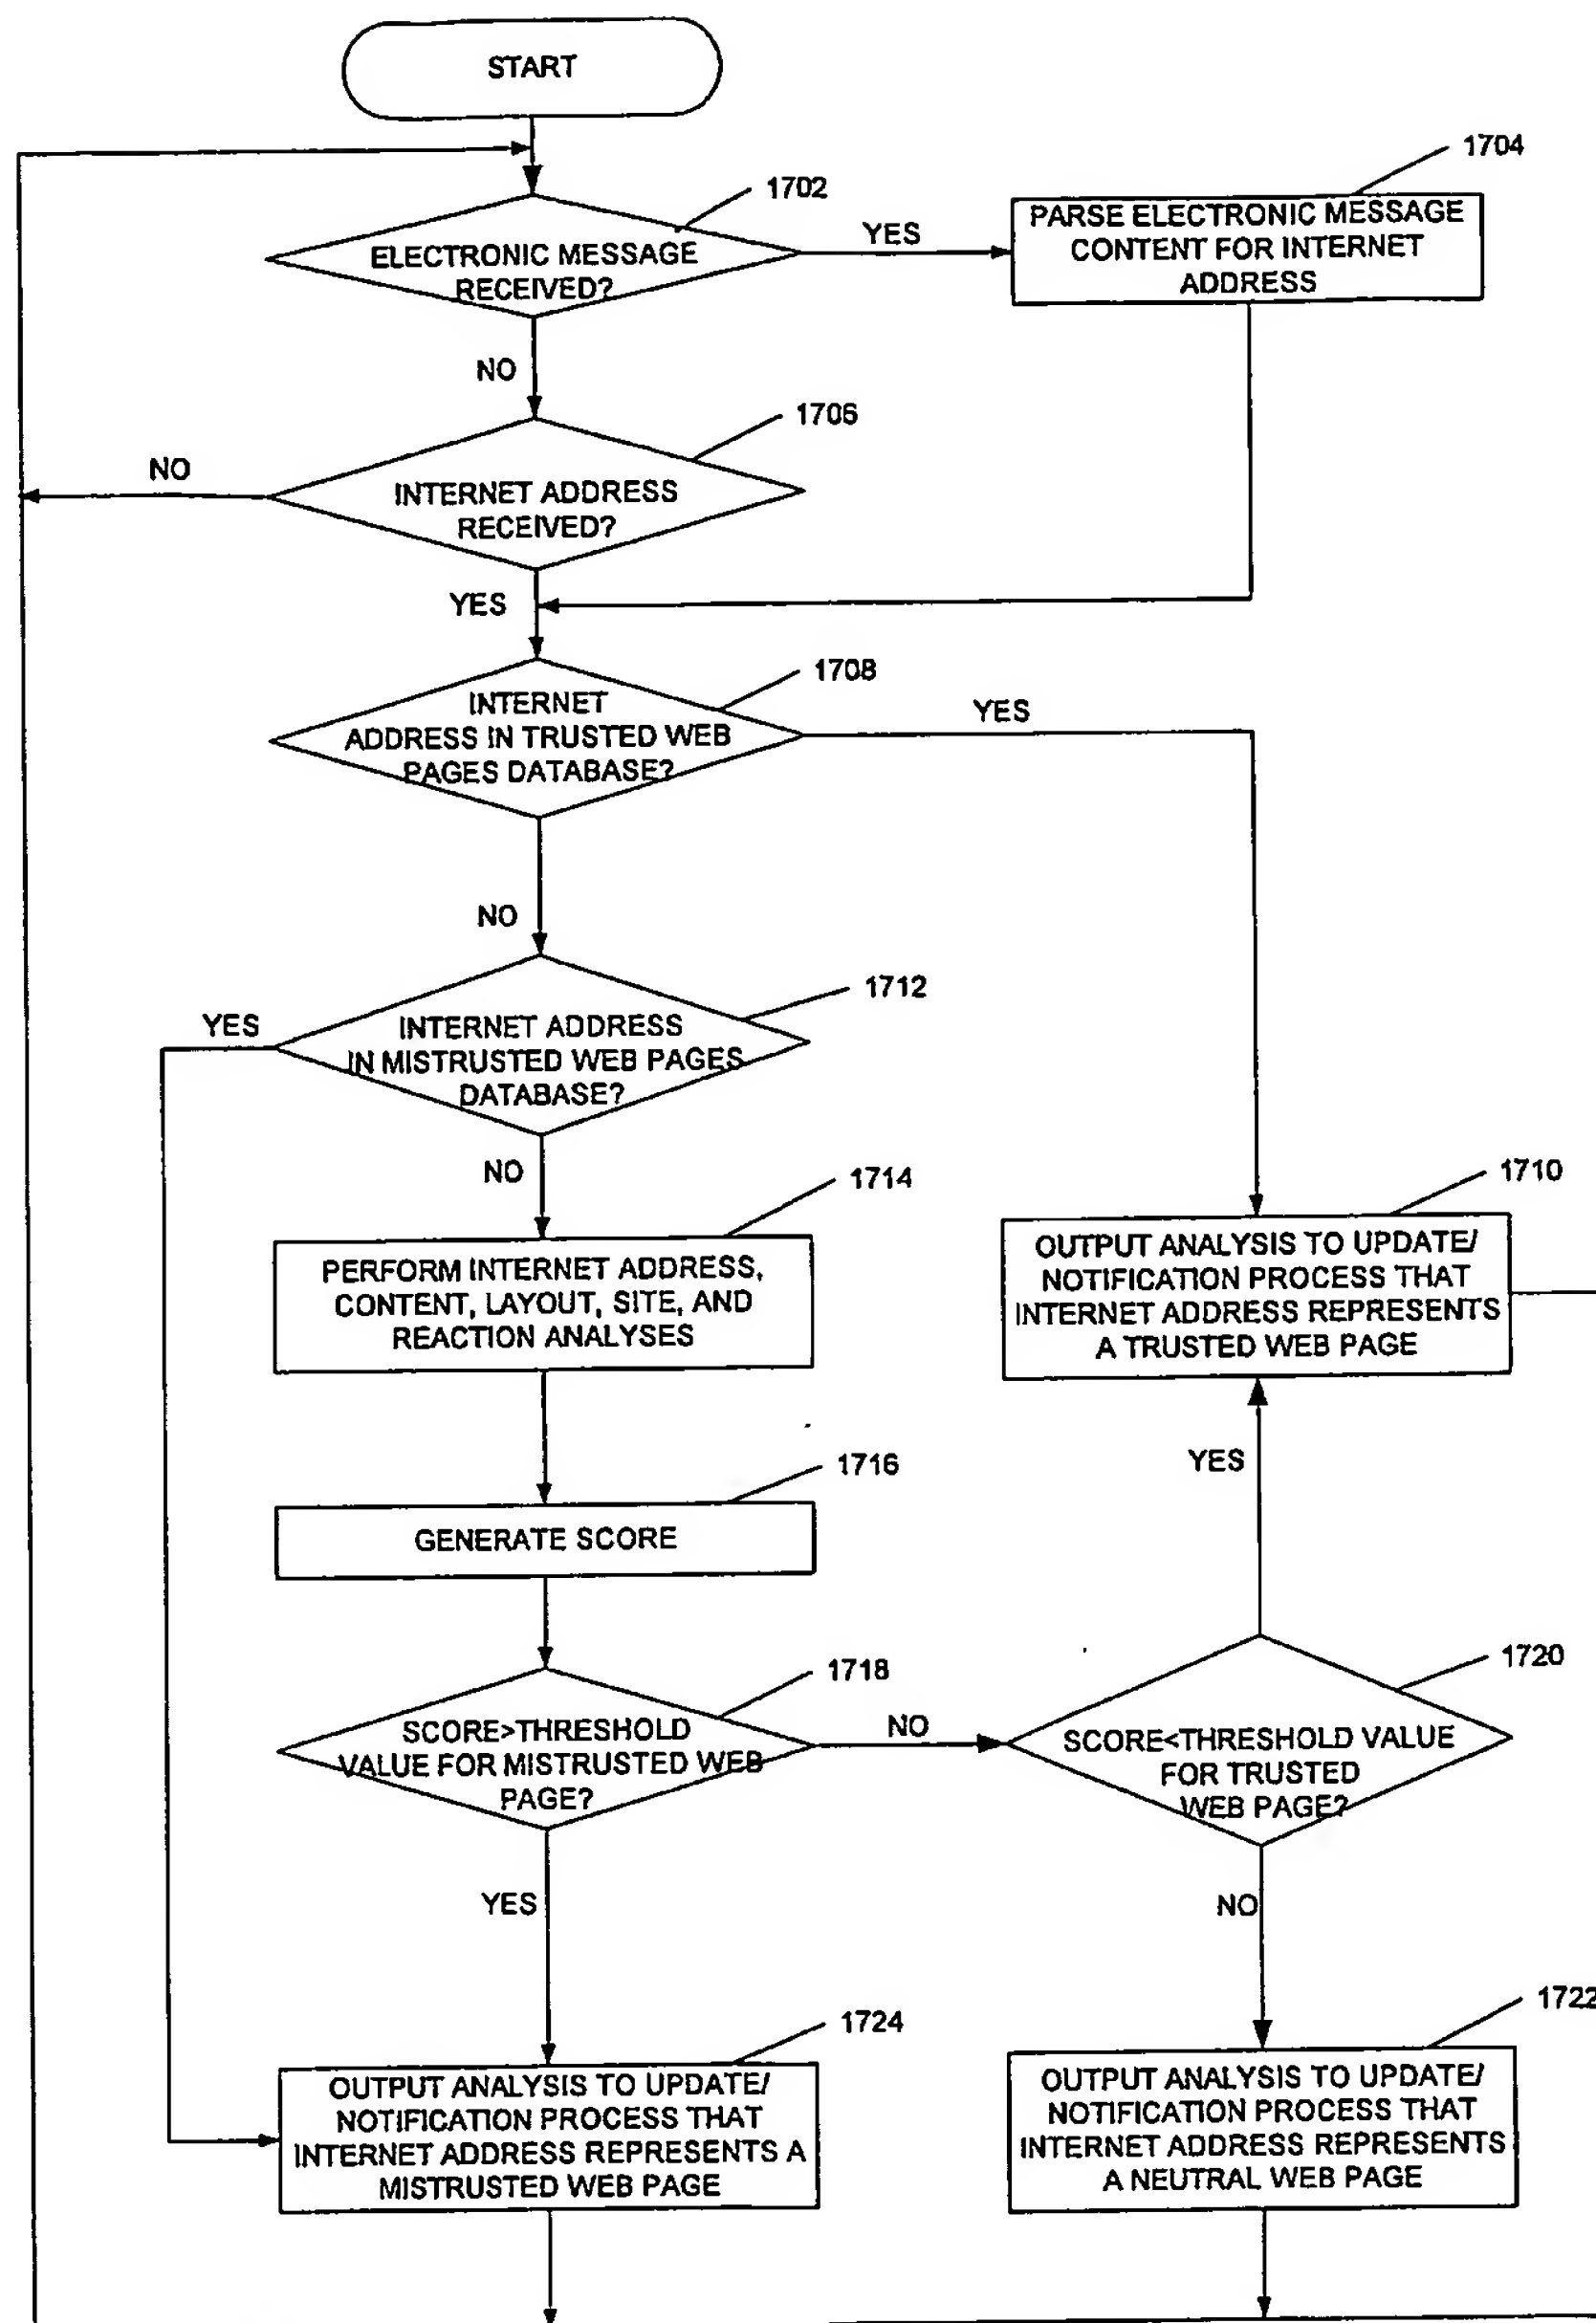 START
1702
1704
ELECTRONIC MESSAGE
RECEIVED?
YES
PARSE ELECTRONIC MESSAGE
CONTENT FOR INTERNET
ADDRESS
NO
1706
NO
INTERNET ADDRESS
RECEIVED?
YES
1708
INTERNET
ADDRESS IN TRUSTED WEB
PAGES DATABASE?
YES
NO
1712
YES
INTERNET ADDRESS
IN MISTRUSTED WEB PAGES
DATABASE?
NO
1714
1710
PERFORM INTERNET ADDRESS,
CONTENT, LAYOUT, SITE, AND
REACTION ANALYSES
OUTPUT ANALYSIS TO UPDATE/
NOTIFICATION PROCESS THAT
INTERNET ADDRESS REPRESENTS
A TRUSTED WEB PAGE
YES
1716
GENERATE SCORE
1718
1720
SCORE>THRESHOLD
VALUE FOR MISTRUSTED WEB
PAGE?
NO
SCORE<THRESHOLD VALUE
FOR TRUSTED
WEB PAGE?
YES
NO
1724
1722
OUTPUT ANALYSIS TO UPDATE/
NOTIFICATION PROCESS THAT
INTERNET ADDRESS REPRESENTS A
MISTRUSTED WEB PAGE
OUTPUT ANALYSIS TO UPDATE/
NOTIFICATION PROCESS THAT
INTERNET ADDRESS REPRESENTS
A NEUTRAL WEB PAGE